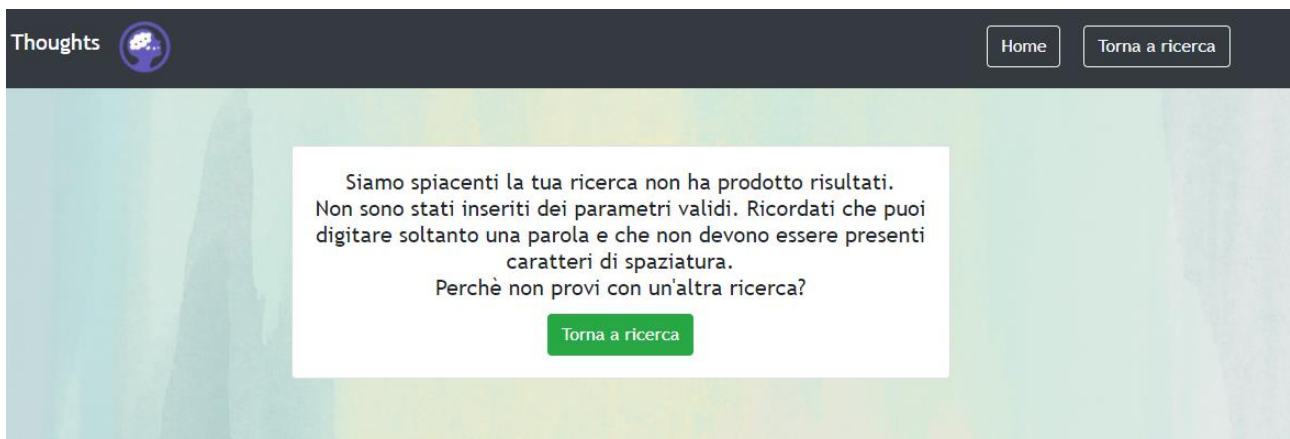 Thoughts
Home
Torna a ricerca
Siamo spiacenti la tua ricerca non ha prodotto risultati.
Non sono stati inseriti dei parametri validi. Ricordati che puoi
digitare soltanto una parola e che non devono essere presenti
caratteri di spaziatura.
Perchè non provi con un'altra ricerca?
Torna a ricerca